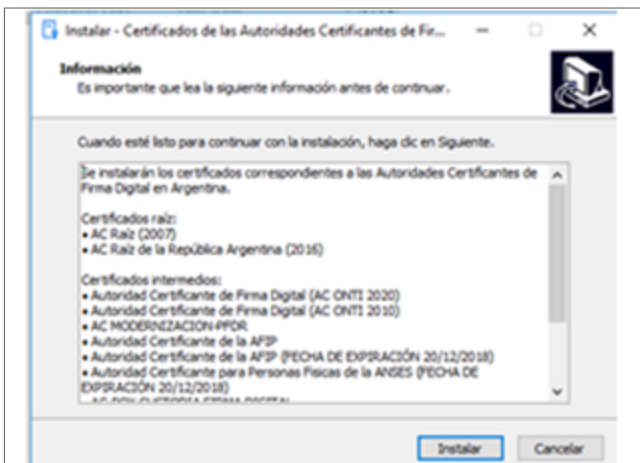 Instalar - Certificados de las Autoridades Certificantes de Fir...
Información
Es importante que lea la siguiente información antes de continuar.
Cuando esté listo para continuar con la instalación, haga clic en Siguiente.
Se instalarán los certificados correspondientes a las Autoridades Certificantes de
Firma Digital en Argentina.
Certificados raíz:
• AC Raíz (2007)
• AC Raíz de la República Argentina (2016)
Certificados intermedios:
• Autoridad Certificante de Firma Digital (AC ONTI 2020)
• Autoridad Certificante de Firma Digital (AC ONTI 2010)
• AC MODERNIZACION-PFDR
• Autoridad Certificante de la AFIP
• Autoridad Certificante de la AFIP (FECHA DE EXPIRACIÓN 20/12/2018)
• Autoridad Certificante para Personas Físicas de la ANSES (FECHA DE
EXPIRACIÓN 20/12/2018)
Instalar Cancelar